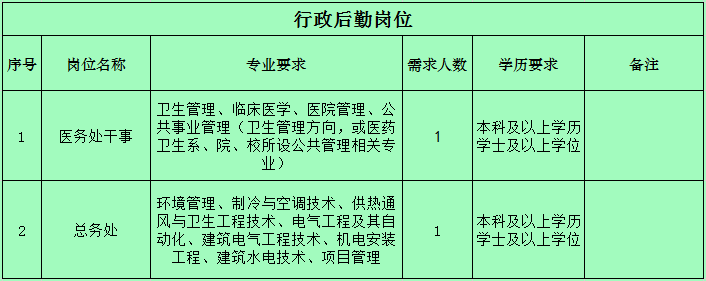 行政后勤岗位
序号 岗位名称 专业要求 需求人数 学历要求 备注
卫生管理、临床医学、医院管理、公
共事业管理（卫生管理方向，或医药
卫生系、院、校所设公共管理相关专
业）
1 医务处干事 1 本科及以上学历
学士及以上学位
环境管理、制冷与空调技术、供热通
风与卫生工程技术、电气工程及其自
动化、建筑电气工程技术、机电安装
工程、建筑水电技术、项目管理
2 总务处 1 本科及以上学历
学士及以上学位